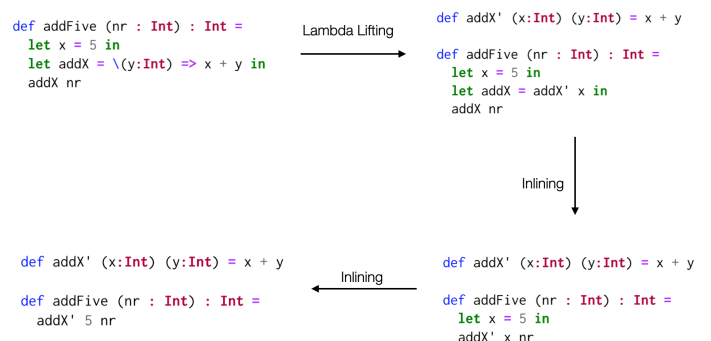 def addFive (nr : Int) : Int =
let x = 5 in
let addX = \(y:Int) => x + y in
addX nr
Lambda Lifting
def addX' (x:Int) (y:Int) = x + y
def addFive (nr : Int) : Int =
let x = 5 in
let addX = addX' x in
addX nr
Inlining
def addX' (x:Int) (y:Int) = x + y
def addFive (nr : Int) : Int =
let x = 5 in
addX' x nr
Inlining
def addX' (x:Int) (y:Int) = x + y
def addFive (nr : Int) : Int =
addX' 5 nr